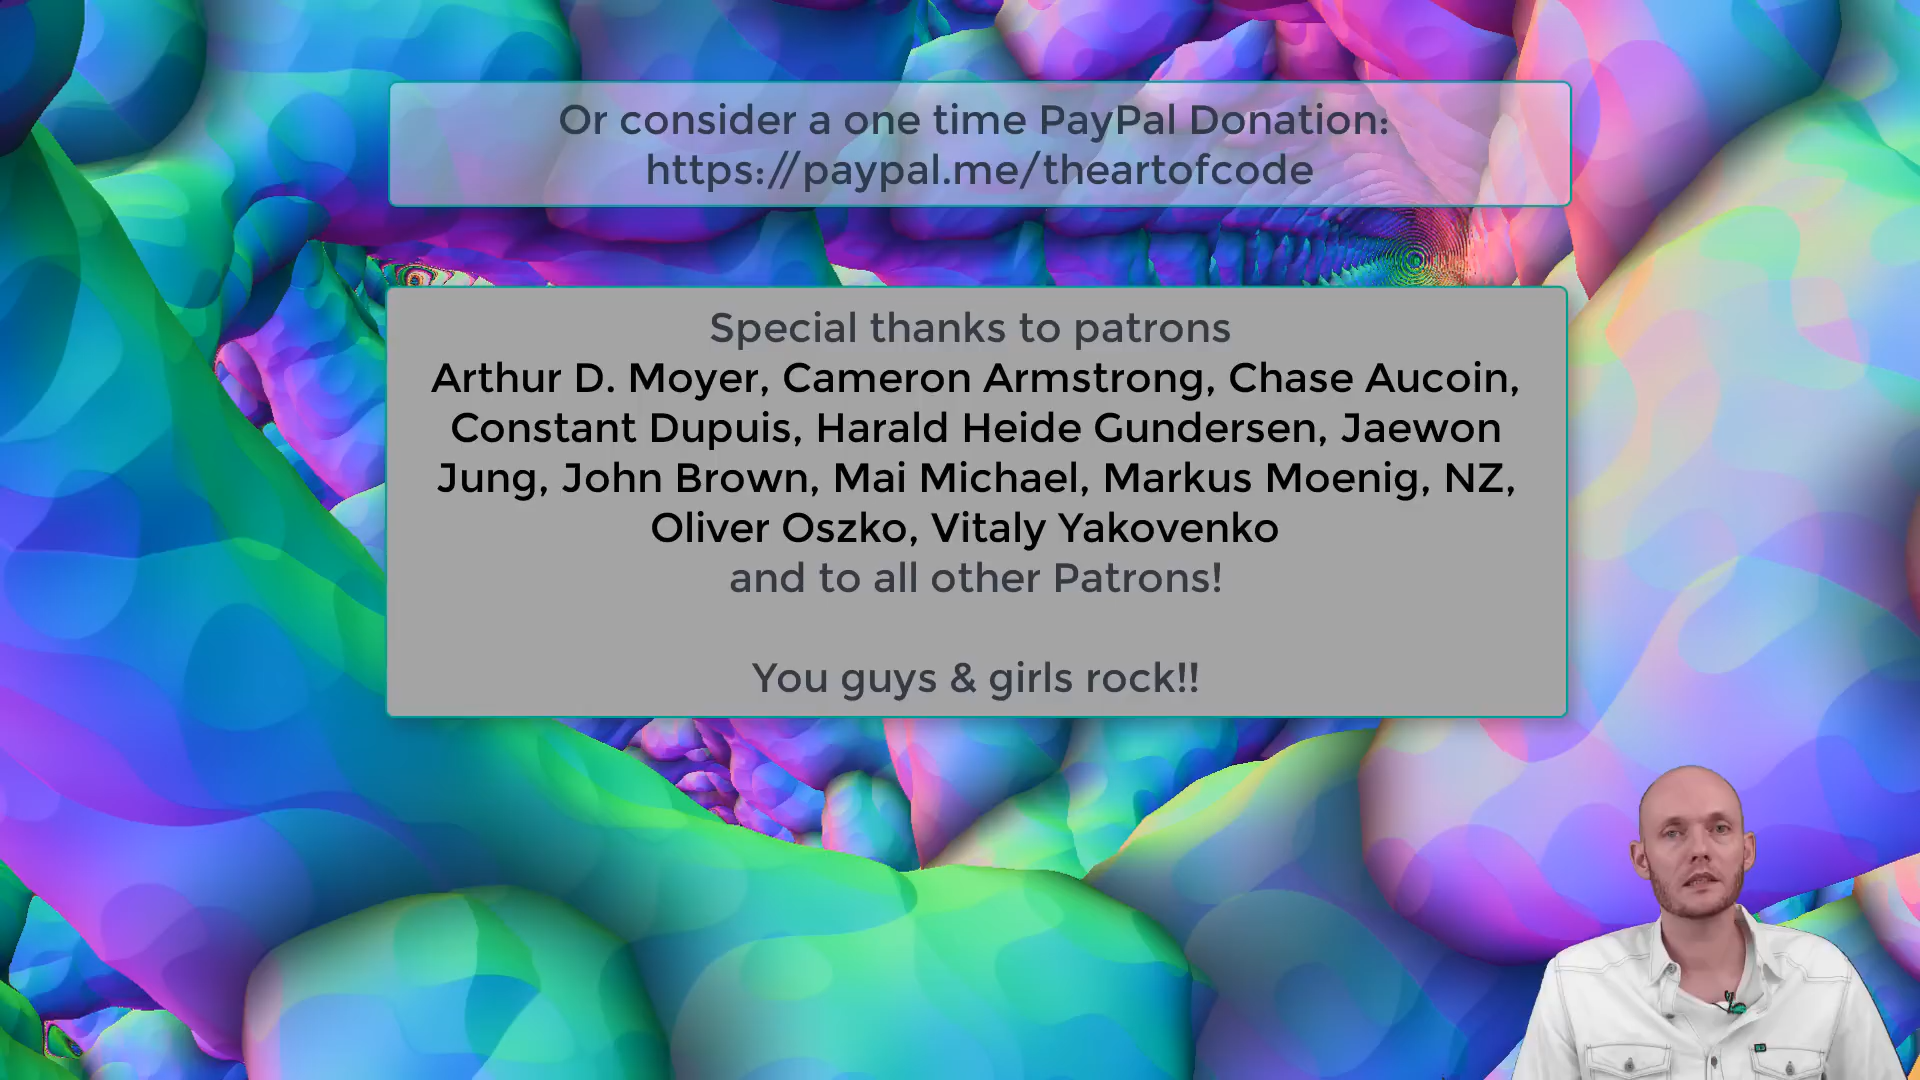 Or consider a one time PayPal Donation:
https://paypal.me/theartofcode
Special thanks to patrons
Arthur D. Moyer, Cameron Armstrong, Chase Aucoin,
Constant Dupuis, Harald Heide Gundersen, Jaewon
Jung, John Brown, Mai Michael, Markus Moenig, NZ,
Oliver Oszko, Vitaly Yakovenko
and to all other Patrons!
You guys & girls rock!!